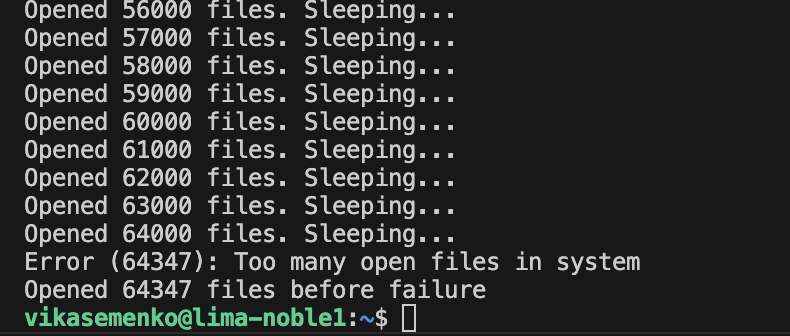 Opened 56000 files. Sleeping...
Opened 57000 files. Sleeping...
Opened 58000 files. Sleeping...
Opened 59000 files. Sleeping...
Opened 60000 files. Sleeping...
Opened 61000 files. Sleeping...
Opened 62000 files. Sleeping...
Opened 63000 files. Sleeping...
Opened 64000 files. Sleeping...
Error (64347): Too many open files in system
Opened 64347 files before failure
vikasemenko@lima-noble1:~$